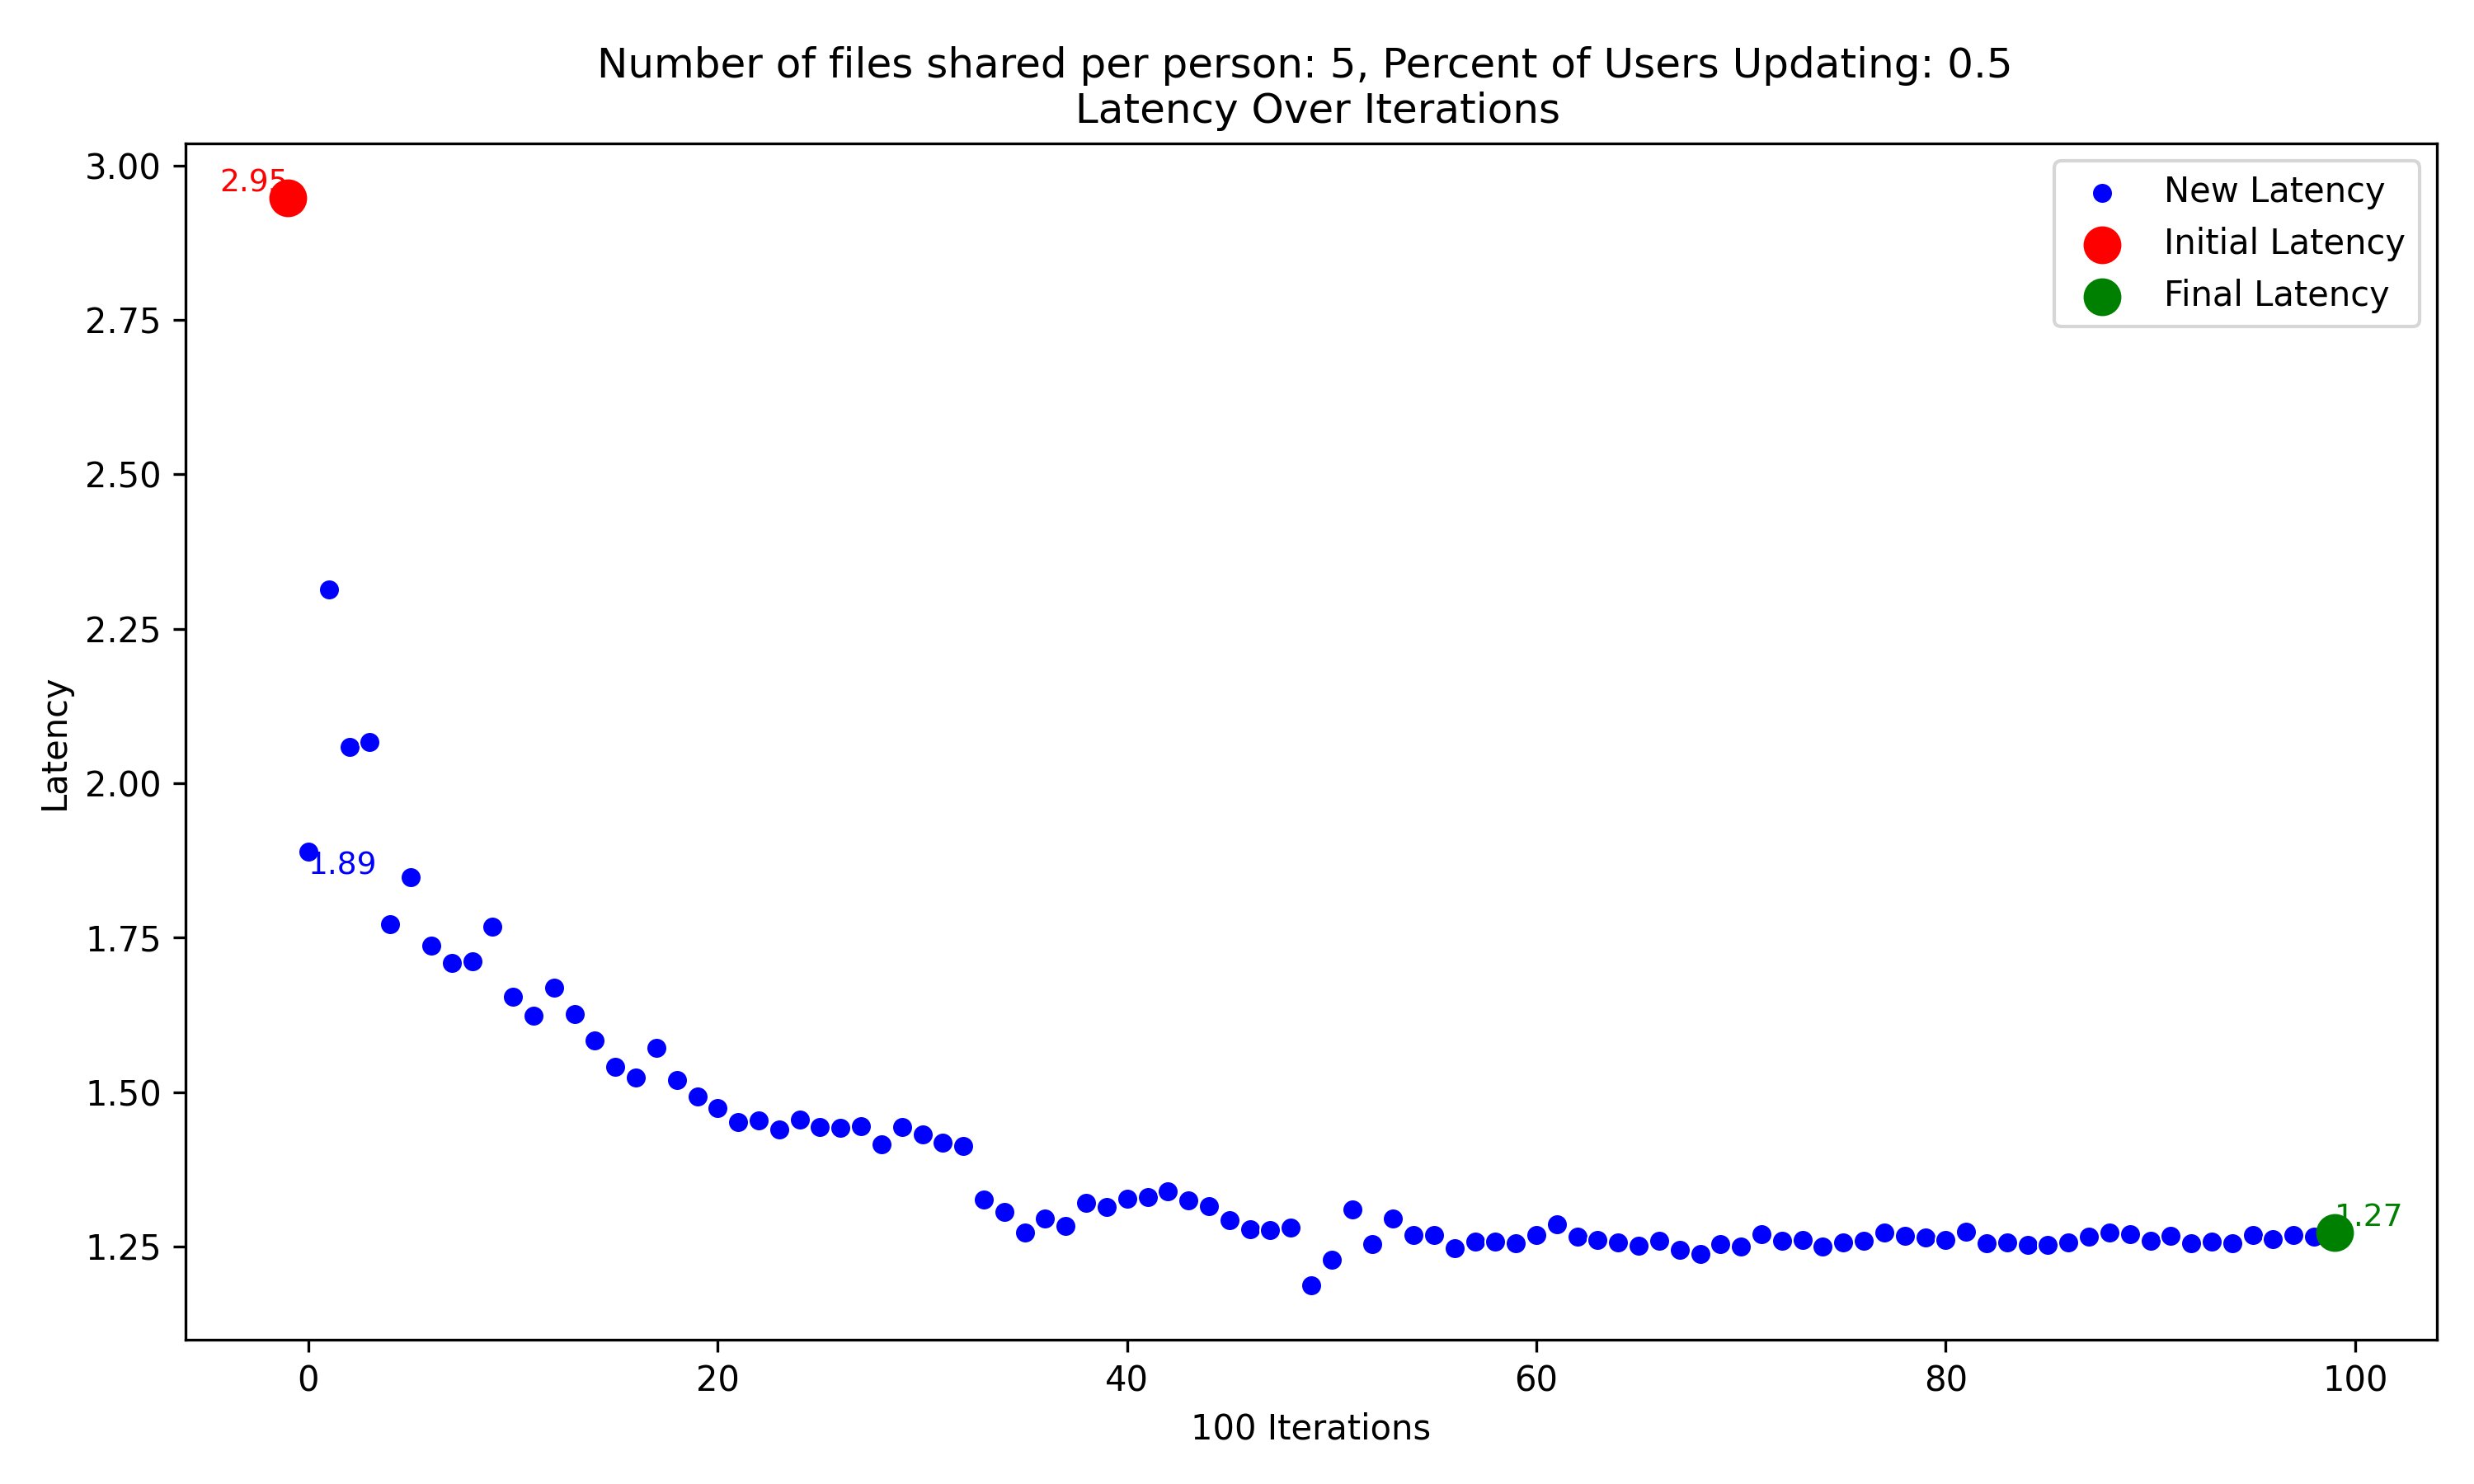 Number of files shared per person: 5, Percent of Users Updating: 0.5
Latency Over Iterations
3.00
2.75
2.50
2.25
2.00
1.75
1.50
1.25
Latency
2.95
1.89
1.27
New Latency
Initial Latency
Final Latency
0
20
40
60
80
100
100 Iterations